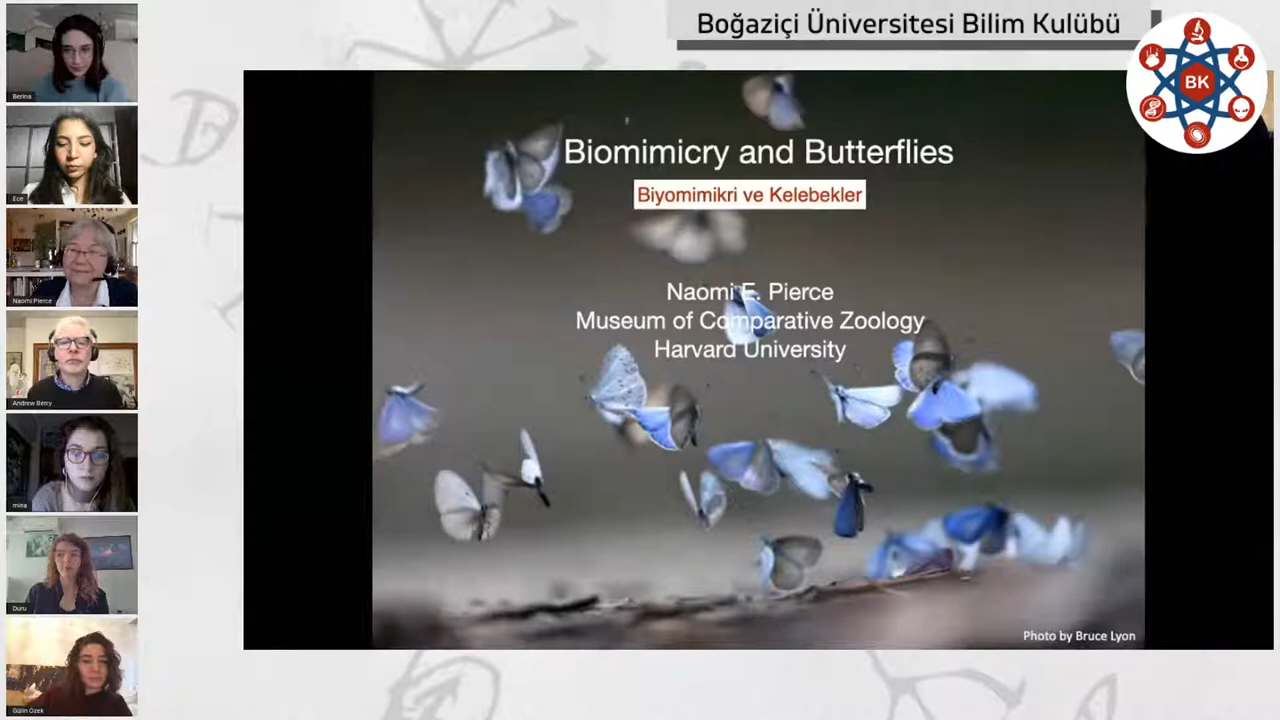 Boğaziçi Üniversitesi Bilim Kulübü
BK
Biomimicry and Butterflies
Biyomimikri ve Kelebekler
Naomi E. Pierce
Museum of Comparative Zoology
Harvard University
Photo by Bruce Lyon
Berina
Ece
Naomi Pierce
Andrew Berry
mina
Duru
Gülin Özek